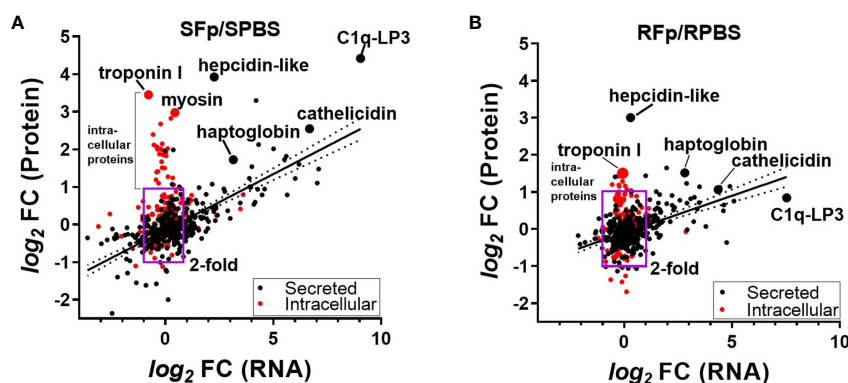 A
SFp/SPBS
C1q-LP3
troponin I
hepcidin-like
myosin
intra-
cellular
proteins
haptoglobin
cathelicidin
2-fold
Secreted
Intracellular
log2 FC (Protein)
5
4
3
2
1
0
-1
-2
0
5
10
log2 FC (RNA)
B
RFp/RPBS
hepcidin-like
troponin I
intra-
cellular
proteins
haptoglobin
cathelicidin
C1q-LP3
2-fold
Secreted
Intracellular
log2 FC (Protein)
5
4
3
2
1
0
-1
-2
0
5
10
log2 FC (RNA)